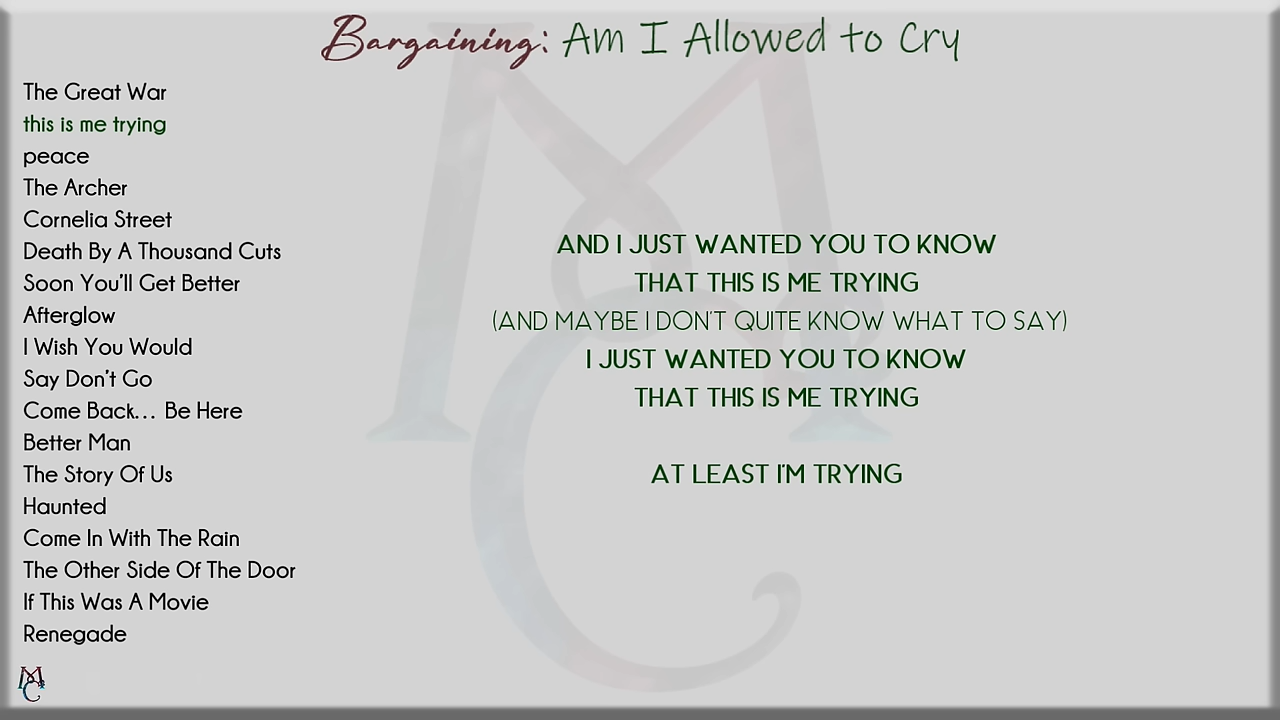 Bargaining: Am I Allowed to Cry
The Great War
this is me trying
peace
The Archer
Cornelia Street
Death By A Thousand Cuts
Soon You'll Get Better
Afterglow
I Wish You Would
Say Don't Go
Come Back... Be Here
Better Man
The Story Of Us
Haunted
Come In With The Rain
The Other Side Of The Door
If This Was A Movie
Renegade
AND I JUST WANTED YOU TO KNOW
THAT THIS IS ME TRYING
(AND MAYBE I DON'T QUITE KNOW WHAT TO SAY)
I JUST WANTED YOU TO KNOW
THAT THIS IS ME TRYING
AT LEAST I'M TRYING
MC